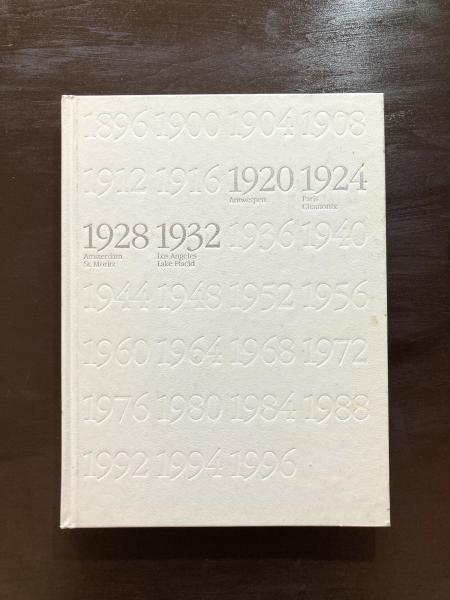 1896 1900 1904 1908
1912 1916 1920 1924
Antwerpen Paris
Chamonix
1928 1932 1936 1940
Amsterdam Los Angeles
St. Moritz Lake Placid
1944 1948 1952 1956
1960 1964 1968 1972
1976 1980 1984 1988
1992 1994 1996